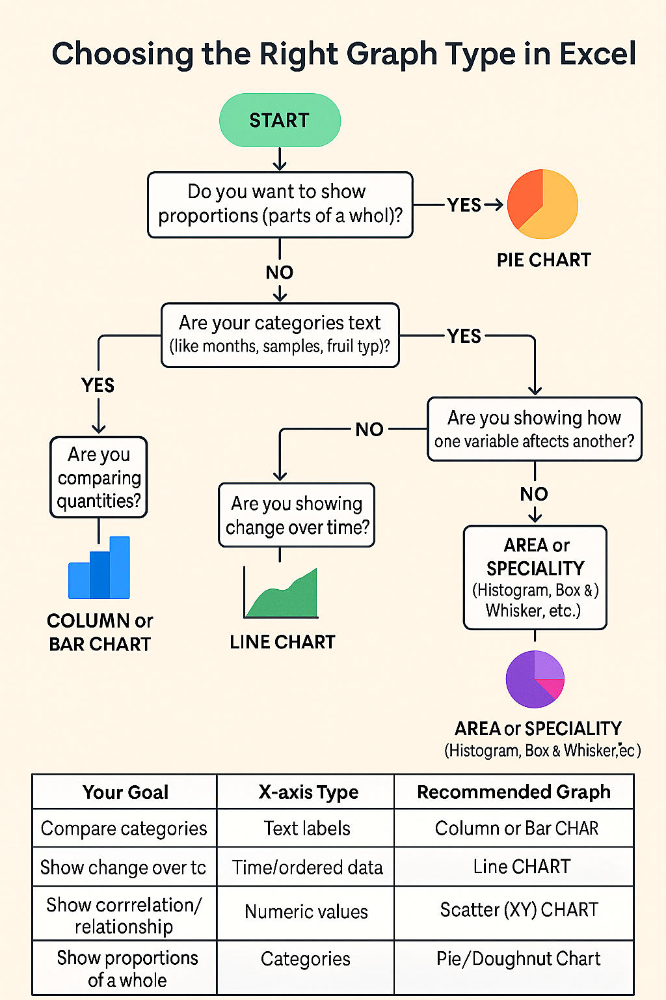 Choosing the Right Graph Type in Excel
START
Do you want to show
proportions (parts of a whol)?
YES
PIE CHART
NO
Are your categories text
(like months, samples, fruil typ)?
YES
YES
Are you showing how
one variable aftects another?
NO
Are you
comparing
quantities?
Are you showing
change over time?
NO
AREA or
SPECIALITY
(Histogram, Box &)
Whisker, etc.)
COLUMN or
BAR CHART
LINE CHART
AREA or SPECIALITY
(Histogram, Box & Whisker,ec)
Your Goal X-axis Type Recommended Graph
Compare categories Text labels Column or Bar CHAR
Show change over tc Time/ordered data Line CHART
Show corrrelation/
relationship Numeric values Scatter (XY) CHART
Show proportions
of a whole Categories Pie/Doughnut Chart